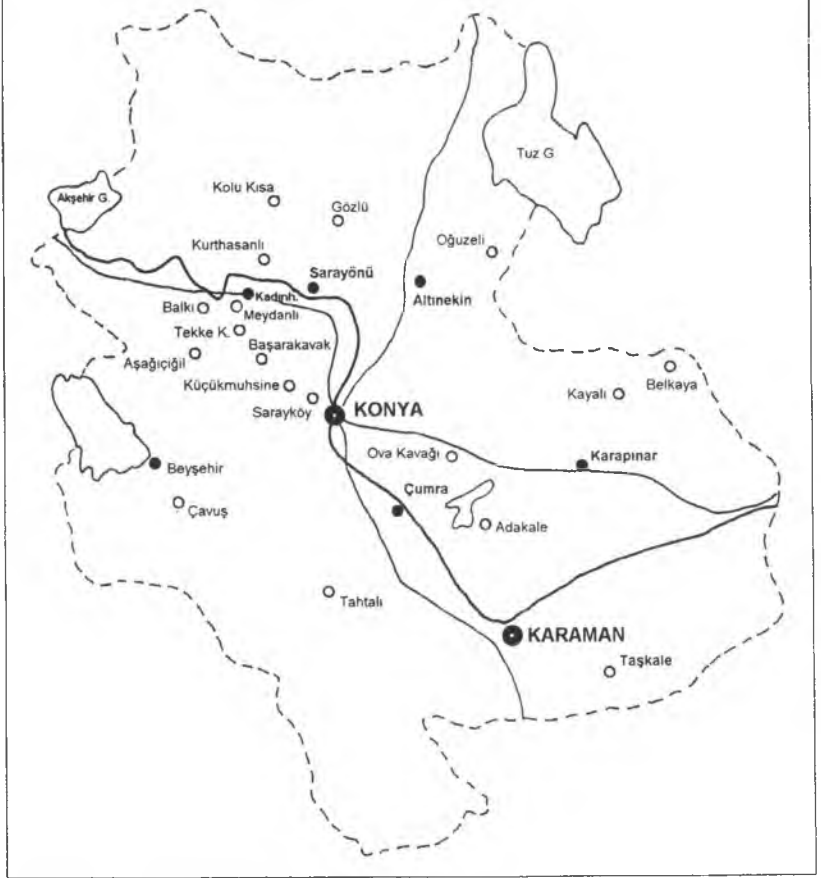 Tuz G
Akşehir G.
Kolu Kısa
Gözlü
Oğuzeli
Kurthasanlı
Sarayönü
Altınekin
Kadınh.
Balkı
Meydanlı
Tekke K.
Başarakavak
Aşağıçiğil
Belkaya
Küçükmuhsine
Kayalı
Sarayköy
KONYA
Ova Kavağı
Karapınar
Beyşehir
Çumra
Çavuş
Adakale
Tahtalı
KARAMAN
Taşkale